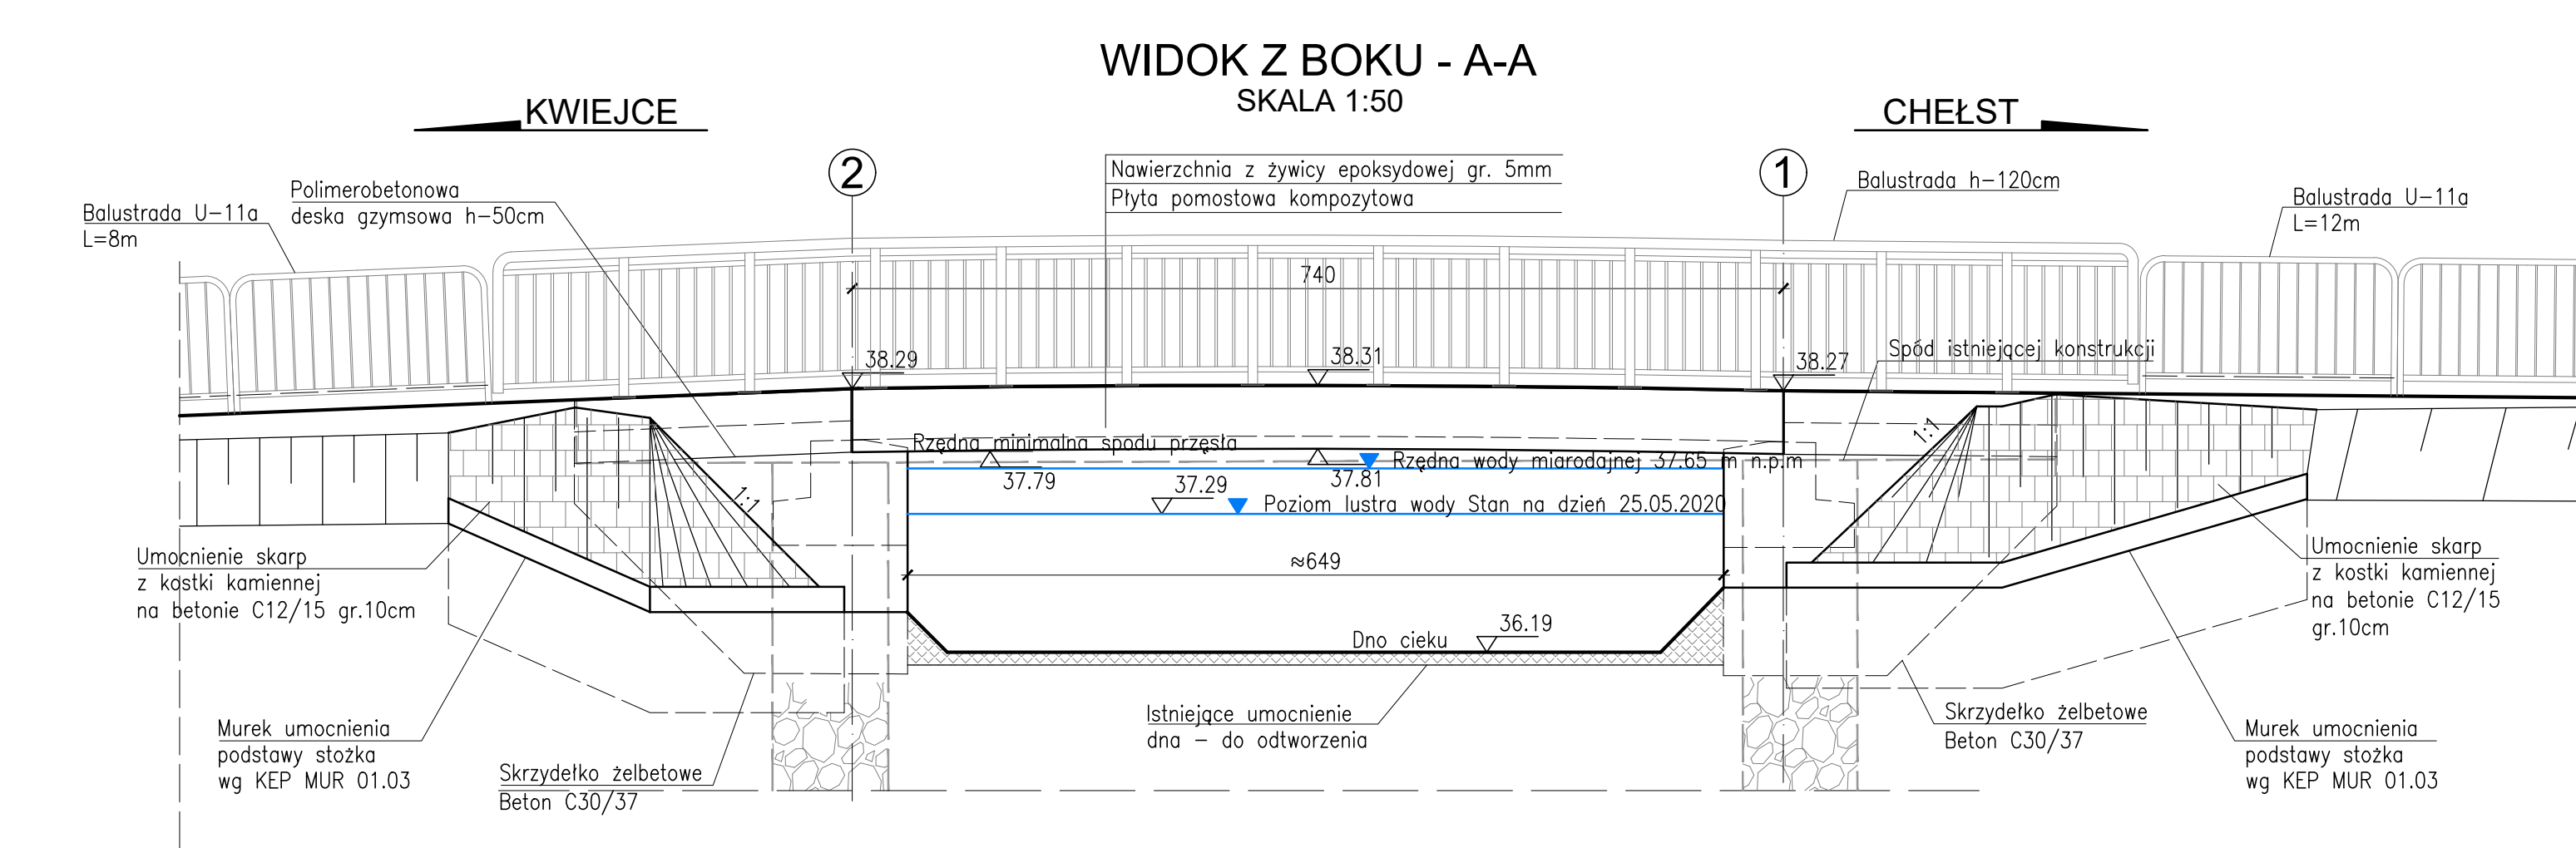 WIDOK Z BOKU - A-A
SKALA 1:50
KWIEJCE
CHEŁST
2
1
Nawierzchnia z żywicy epoksydowej gr. 5mm
Płyta pomostowa kompozytowa
Polimerobetonowa
deska gzymsowa h-50cm
Balustrada U-11a
L=8m
Balustrada h-120cm
Balustrada U-11a
L=12m
740
38.29
38.31
38.27
Spód istniejącej konstrukcji
Rzędna minimalna spodu przęsła
37.79
37.81
Rzędna wody miarodajnej 37.65 m n.p.m
37.29
Poziom lustra wody Stan na dzień 25.05.2020
1:1
1:1
≈649
Dno cieku
36.19
Umocnienie skarp
z kostki kamiennej
na betonie C12/15 gr.10cm
Umocnienie skarp
z kostki kamiennej
na betonie C12/15
gr.10cm
Murek umocnienia
podstawy stożka
wg KEP MUR 01.03
Skrzydełko żelbetowe
Beton C30/37
Istniejące umocnienie
dna - do odtworzenia
Skrzydełko żelbetowe
Beton C30/37
Murek umocnienia
podstawy stożka
wg KEP MUR 01.03